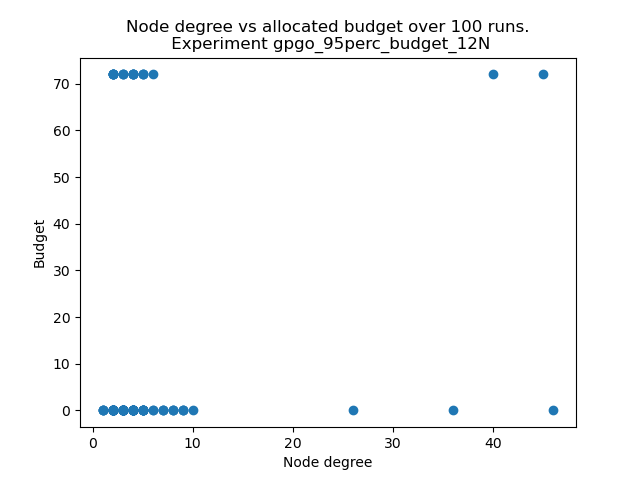 Node degree vs allocated budget over 100 runs.
Experiment gpgo_95perc_budget_12N
70
60
50
40
30
20
10
0
Budget
0 10 20 30 40
Node degree